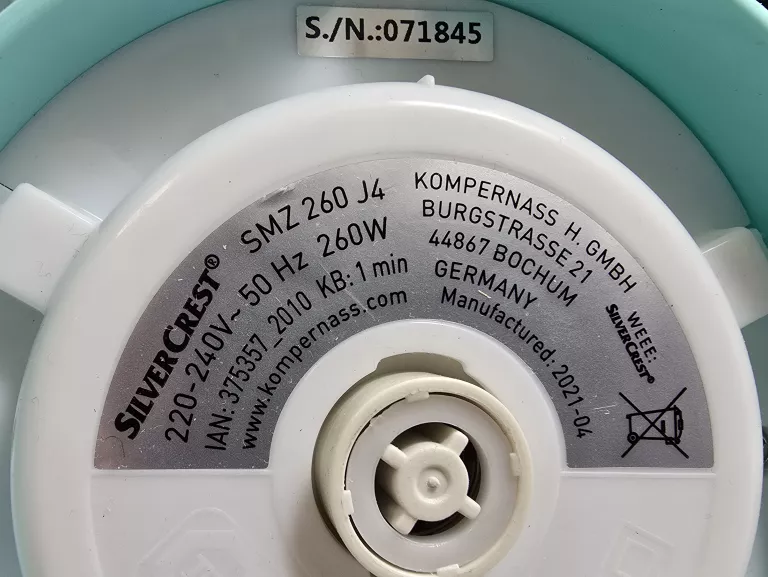 S./N.:071845
SILVERCREST® SMZ 260 J4
220-240V~ 50 Hz 260W
IAN: 375357_2010 KB: 1 min
www.kompernass.com
KOMPERNASS H. GMBH
BURGSTRASSE 21
44867 BOCHUM
GERMANY
Manufactured: 2021-04
WEEE:
SILVERCREST®